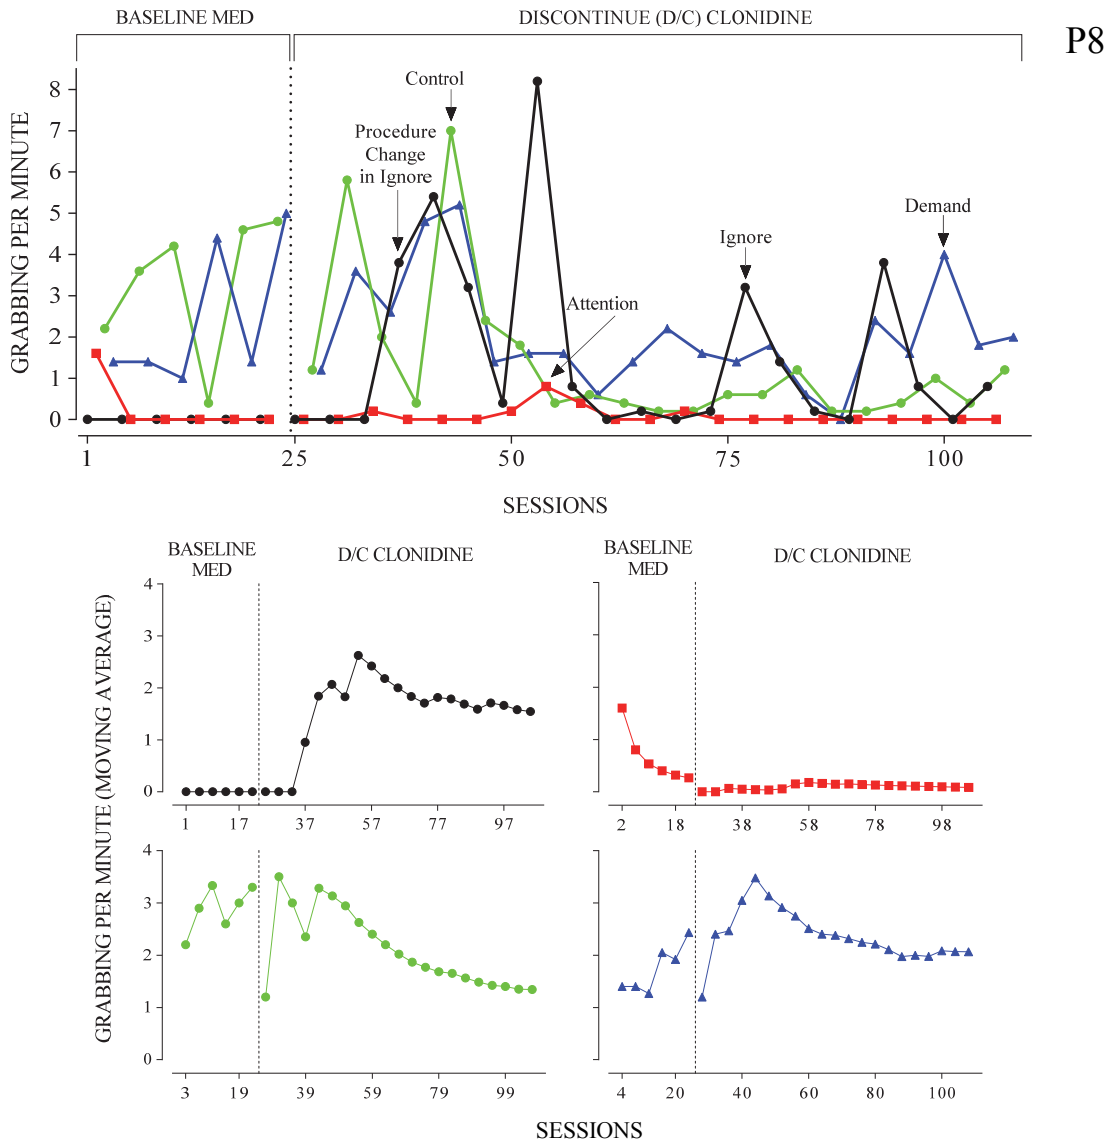 BASELINE MED
DISCONTINUE (D/C) CLONIDINE
P8
GRABBING PER MINUTE
8
7
6
5
4
3
2
1
0
Control
Procedure
Change
in Ignore
Attention
Ignore
Demand
1 25 50 75 100
SESSIONS
BASELINE
MED
D/C CLONIDINE
BASELINE
MED
D/C CLONIDINE
GRABBING PER MINUTE (MOVING AVERAGE)
4
3
2
1
0
1 17 37 57 77 97
2 18 38 58 78 98
4
3
2
1
0
3 19 39 59 79 99
4 20 40 60 80 100
SESSIONS